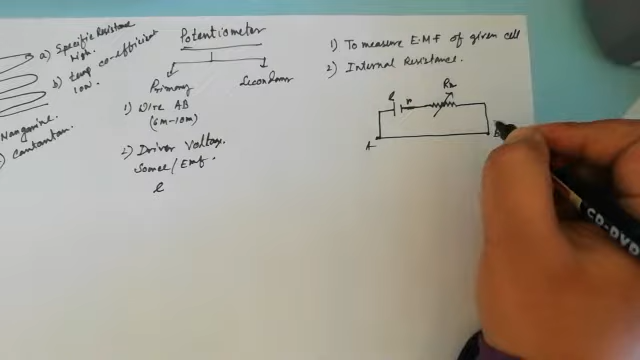 a) Specific Resistance
High
b) temp co-efficient
low.
Manganine.
Constantan.
Potentiometer
Primary
Secondary
1) Wire AB
(6m-10m)
2) Driver Voltage
Source/Emf.
e
1) To measure E.M.F of given cell
2) Internal Resistance.
e
r
A
B
CD-DVD